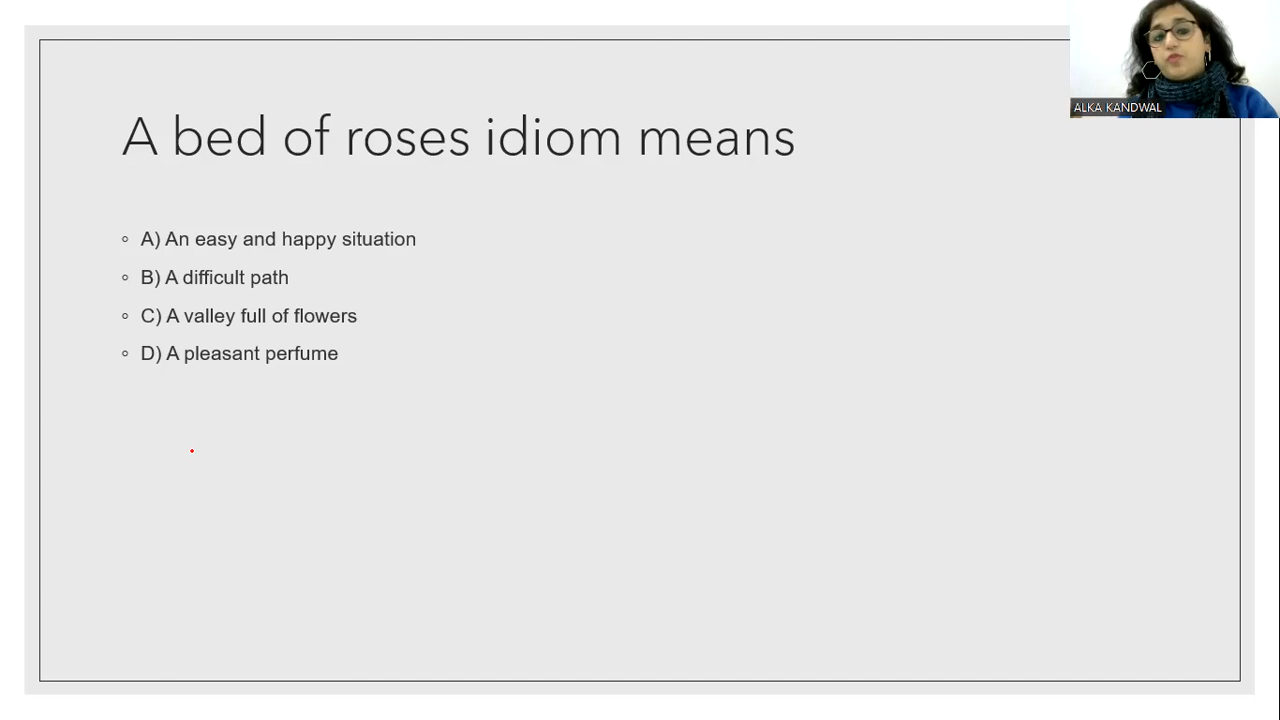 A bed of roses idiom means
A) An easy and happy situation
B) A difficult path
C) A valley full of flowers
D) A pleasant perfume
ALKA KANDWAL